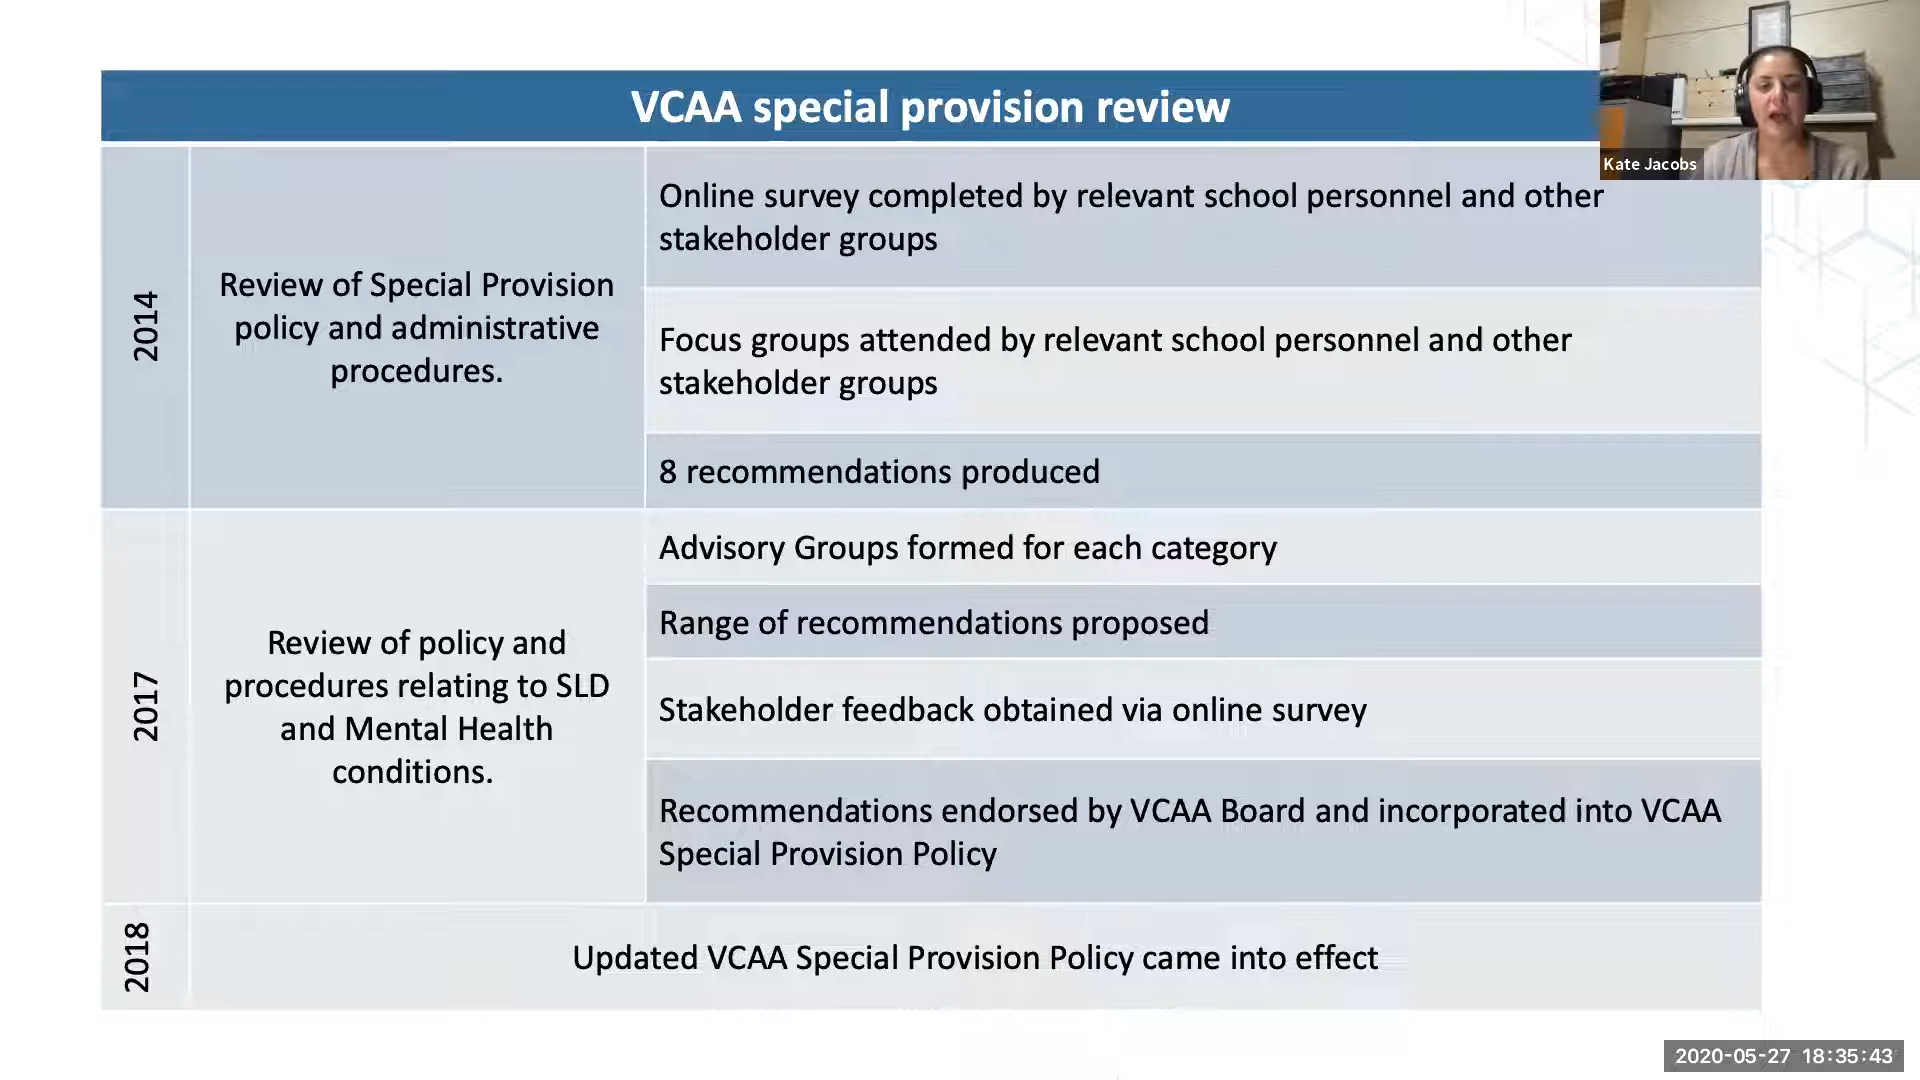 VCAA special provision review
Kate Jacobs
2014
Review of Special Provision
policy and administrative
procedures.
Online survey completed by relevant school personnel and other
stakeholder groups
Focus groups attended by relevant school personnel and other
stakeholder groups
8 recommendations produced
2017
Review of policy and
procedures relating to SLD
and Mental Health
conditions.
Advisory Groups formed for each category
Range of recommendations proposed
Stakeholder feedback obtained via online survey
Recommendations endorsed by VCAA Board and incorporated into VCAA
Special Provision Policy
2018
Updated VCAA Special Provision Policy came into effect
2020-05-27 18:35:43